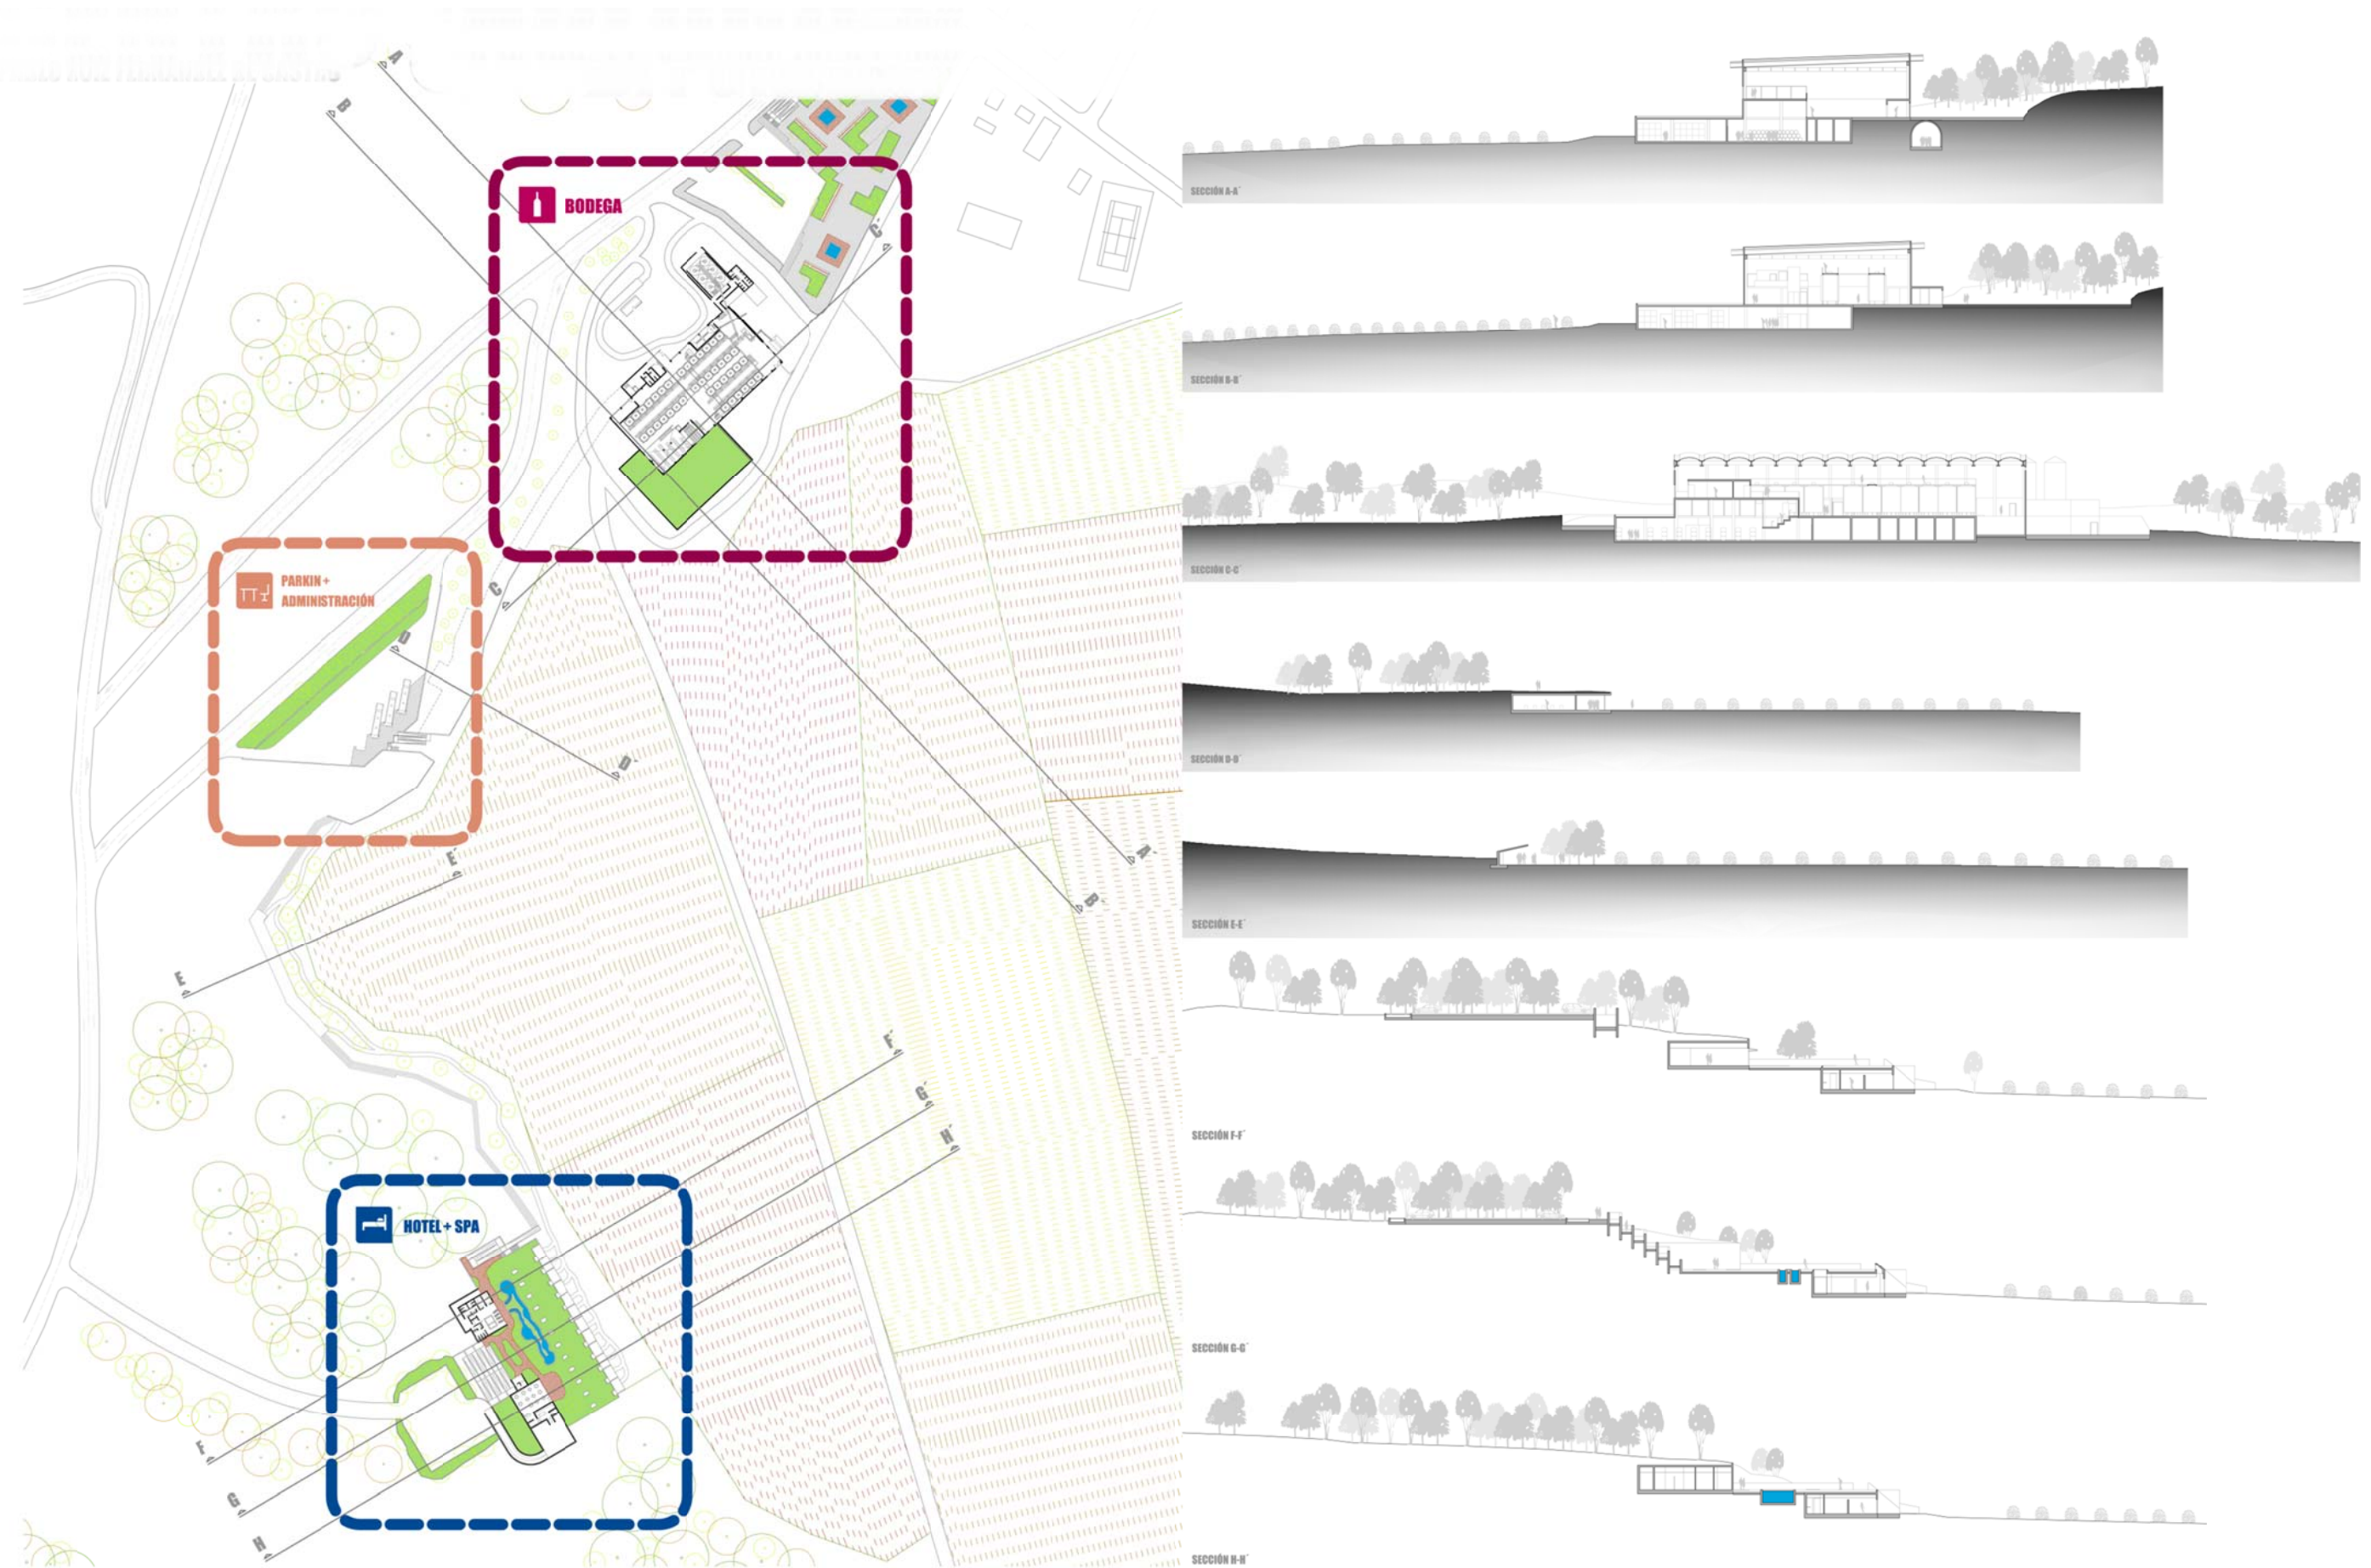 A
B
BODEGA
C´
PARKIN +
ADMINISTRACIÓN
C
D
D´
A´
B´
E´
E
F´
G´
H´
HOTEL + SPA
F
G
H
SECCIÓN A-A´
SECCIÓN B-B´
SECCIÓN C-C´
SECCIÓN D-D´
SECCIÓN E-E´
SECCIÓN F-F´
SECCIÓN G-G´
SECCIÓN H-H´